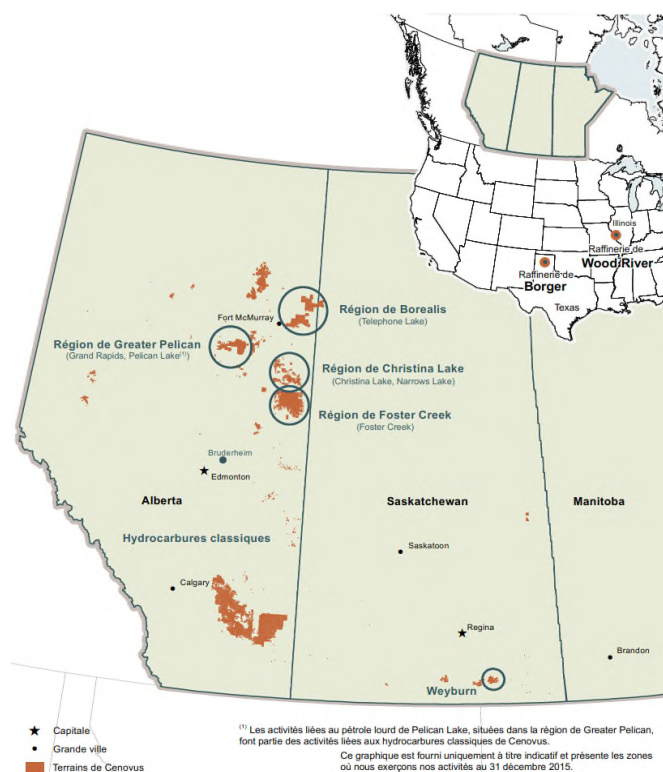 Illinois
Raffinerie de
Wood River
Raffinerie de
Borger
Texas
Fort McMurray
Région de Borealis
(Telephone Lake)
Région de Greater Pelican
(Grand Rapids, Pelican Lake⁽¹⁾)
Région de Christina Lake
(Christina Lake, Narrows Lake)
Région de Foster Creek
(Foster Creek)
Bruderheim
Edmonton
Alberta
Saskatchewan
Manitoba
Hydrocarbures classiques
Saskatoon
Calgary
Regina
Brandon
Weyburn
Capitale
Grande ville
Terrains de Cenovus
⁽¹⁾ Les activités liées au pétrole lourd de Pelican Lake, situées dans la région de Greater Pelican,
font partie des activités liées aux hydrocarbures classiques de Cenovus.
Ce graphique est fourni uniquement à titre indicatif et présente les zones
où nous exerçons nos activités au 31 décembre 2015.